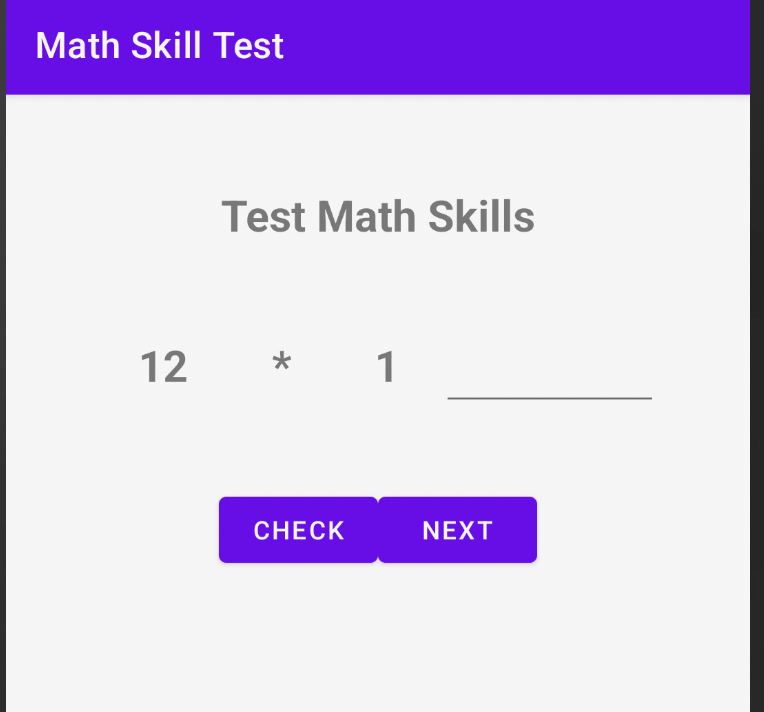 Math Skill Test
Test Math Skills
12 * 1
CHECK NEXT